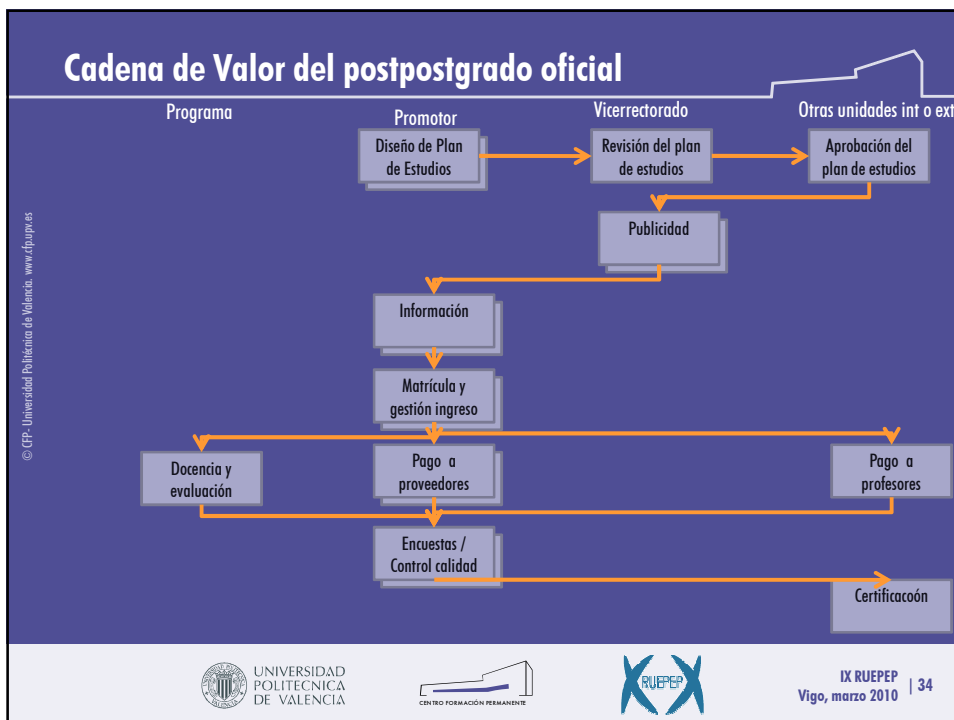 Cadena de Valor del postpostgrado oficial
Programa
Promotor
Vicerrectorado
Otras unidades int o ext
Diseño de Plan
de Estudios
Revisión del plan
de estudios
Aprobación del
plan de estudios
Publicidad
Información
Matrícula y
gestión ingreso
Docencia y
evaluación
Pago a
proveedores
Pago a
profesores
Encuestas /
Control calidad
Certificacoón
© CFP - Universidad Politécnica de Valencia. www.cfp.upv.es
UNIVERSIDAD
POLITECNICA
DE VALENCIA
CENTRO FORMACIÓN PERMANENTE
RUEPEP
IX RUEPEP
Vigo, marzo 2010 | 34